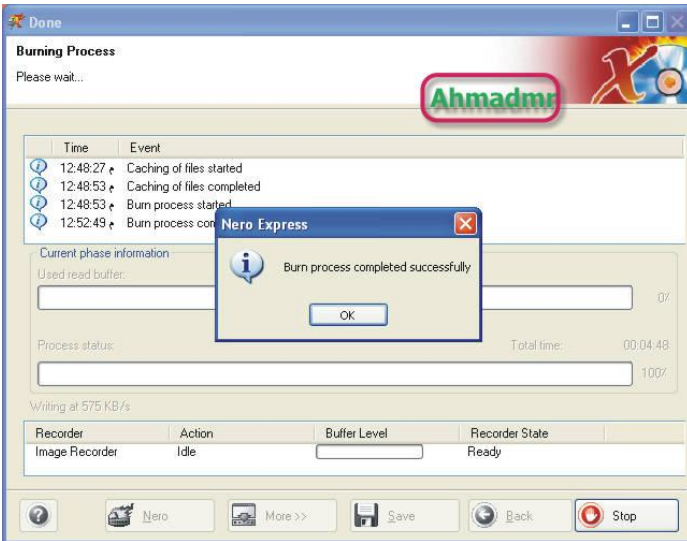 Done
Burning Process
Please wait...
Ahmadmr
Time Event
12:48:27 م Caching of files started
12:48:53 م Caching of files completed
12:48:53 م Burn process started
12:52:49 م Burn process com
Nero Express
Burn process completed successfully
OK
Current phase information
Used read buffer:
0%
Process status:
Total time: 00:04:48
100%
Writing at 575 KB/s
Recorder Action Buffer Level Recorder State
Image Recorder Idle Ready
Nero More >> Save Back Stop